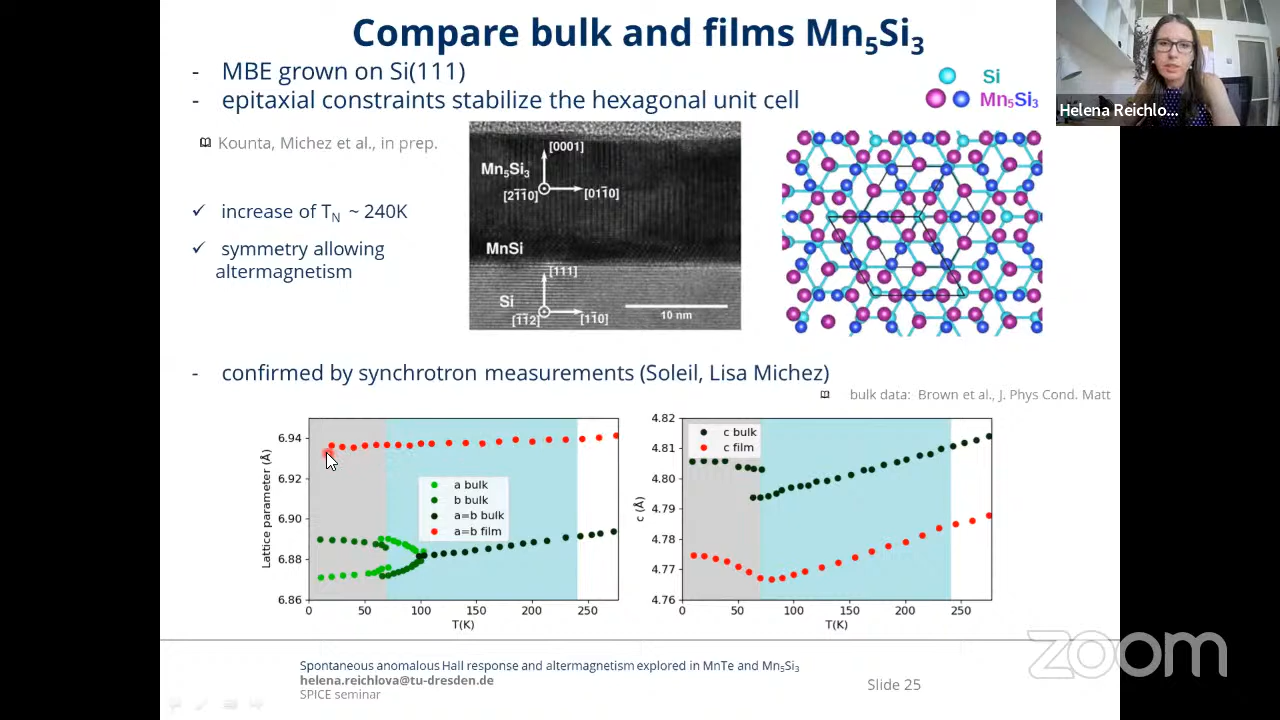 Compare bulk and films Mn5Si3
- MBE grown on Si(111)
- epitaxial constraints stabilize the hexagonal unit cell
Si
Mn5Si3
Helena Reichlo...
Kounta, Michez et al., in prep.
✓ increase of TN ~ 240K
✓ symmetry allowing
altermagnetism
[0001]
Mn5Si3
[21̄1̄0]
[011̄0]
MnSi
[111]
Si
[1̄1̄2]
[11̄0]
10 nm
- confirmed by synchrotron measurements (Soleil, Lisa Michez)
bulk data: Brown et al., J. Phys Cond. Matt
Lattice parameter (Å)
6.94
6.92
6.90
6.88
6.86
a bulk
b bulk
a=b bulk
a=b film
0 50 100 150 200 250
T(K)
c (Å)
4.82
4.81
4.80
4.79
4.78
4.77
4.76
c bulk
c film
0 50 100 150 200 250
T(K)
zoom
Spontaneous anomalous Hall response and altermagnetism explored in MnTe and Mn5Si3
helena.reichlova@tu-dresden.de
SPICE seminar
Slide 25